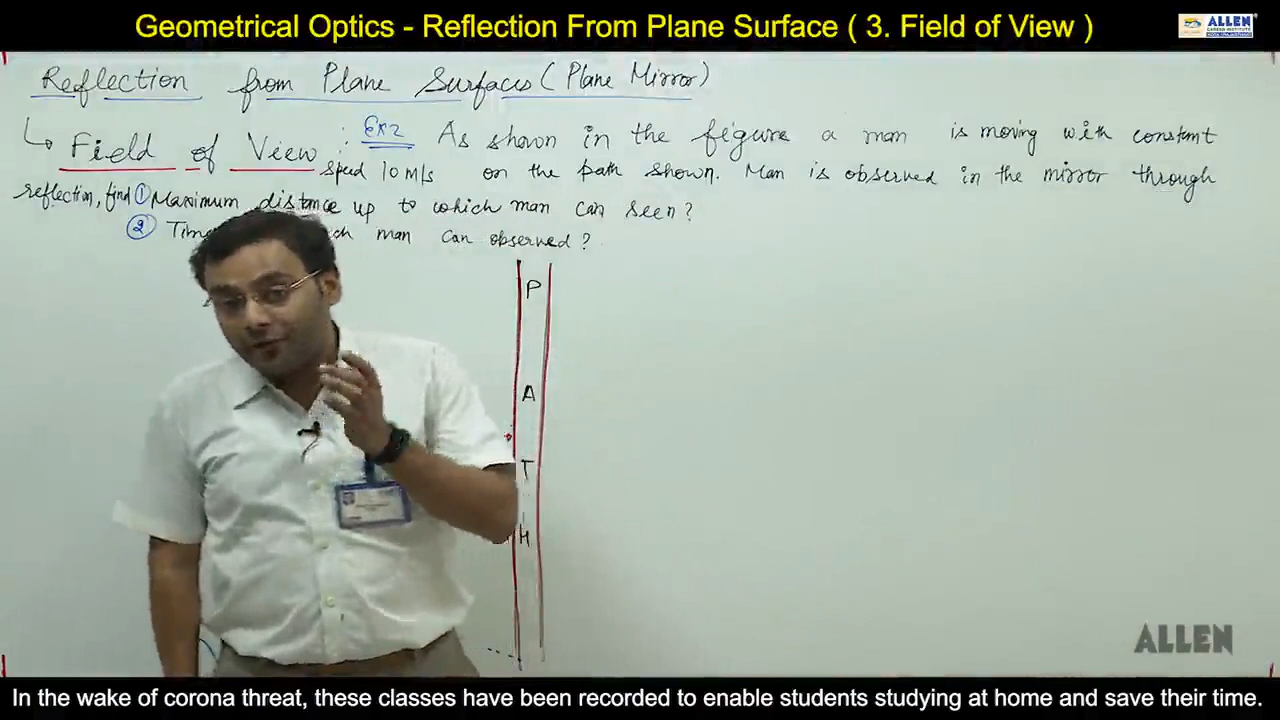 Geometrical Optics - Reflection From Plane Surface ( 3. Field of View )
ALLEN
Reflection from Plane Surfaces (Plane Mirror)
Field of View : Ex2 As shown in the figure a man is moving with constant
speed 10 m/s on the path shown. Man is observed in the mirror through
reflection, find ① Maximum distance up to which man can seen?
② man can observed?
P
A
T
H
ALLEN
In the wake of corona threat, these classes have been recorded to enable students studying at home and save their time.